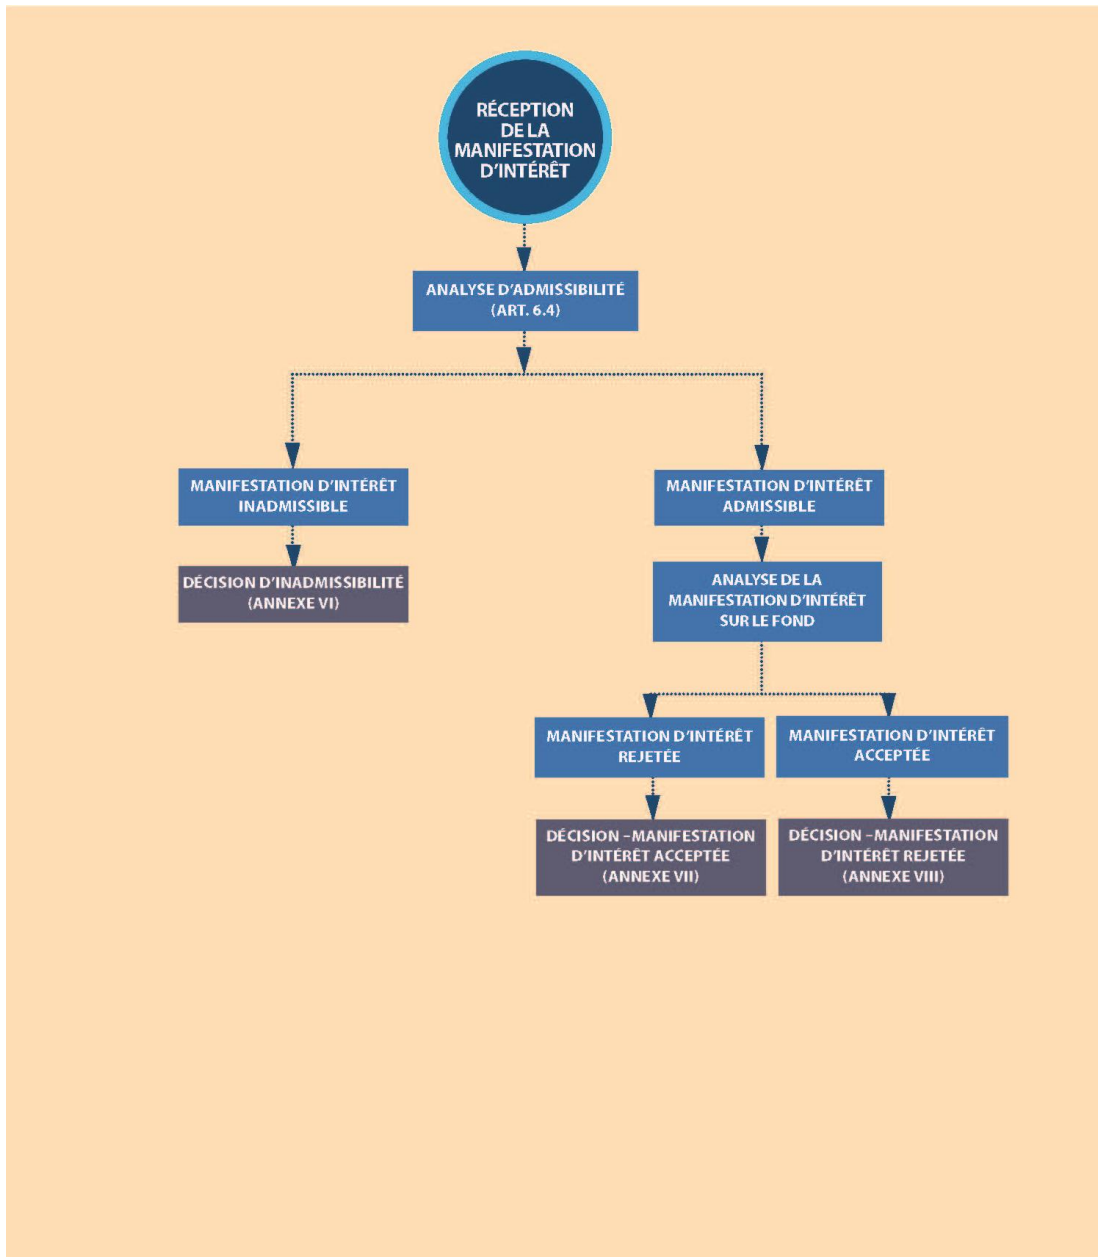 RÉCEPTION
DE LA
MANIFESTATION
D'INTÉRÊT
ANALYSE D'ADMISSIBILITÉ
(ART. 6.4)
MANIFESTATION D'INTÉRÊT
INADMISSIBLE
DÉCISION D'INADMISSIBILITÉ
(ANNEXE VI)
MANIFESTATION D'INTÉRÊT
ADMISSIBLE
ANALYSE DE LA
MANIFESTATION D'INTÉRÊT
SUR LE FOND
MANIFESTATION D'INTÉRÊT
REJETÉE
DÉCISION –MANIFESTATION
D'INTÉRÊT ACCEPTÉE
(ANNEXE VII)
MANIFESTATION D'INTÉRÊT
ACCEPTÉE
DÉCISION –MANIFESTATION
D'INTÉRÊT REJETÉE
(ANNEXE VIII)